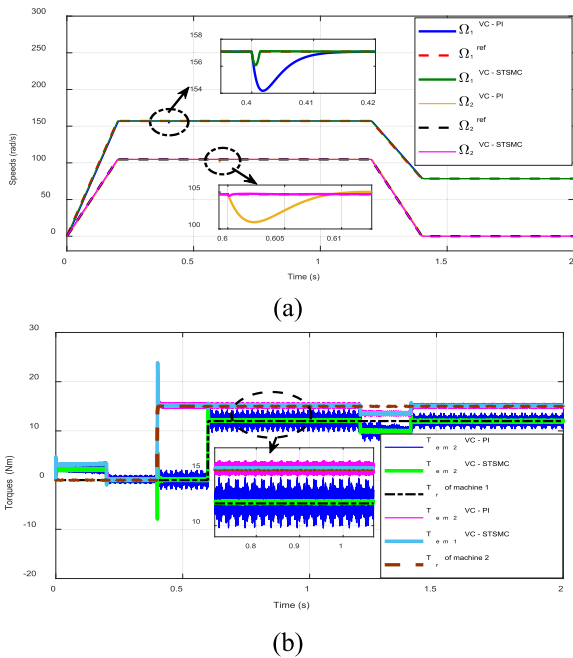 300
250
200
150
100
50
0
Speeds (rad/s)
0
0.5
1
1.5
2
Time (s)
158
156
154
0.4
0.41
0.42
105
100
0.6
0.605
0.61
Ω₁ VC - PI
Ω₁ ref
Ω₁ VC - STSMC
Ω₂ VC - PI
Ω₂ ref
Ω₂ VC - STSMC
(a)
30
20
10
0
-10
-20
Torques (Nm)
0
0.5
1
1.5
2
Time (s)
15
10
0.8
0.9
1
T em 2 VC - PI
T em 2 VC - STSMC
T r of machine 1
T em 2 VC - PI
T em 1 VC - STSMC
T r of machine 2
(b)